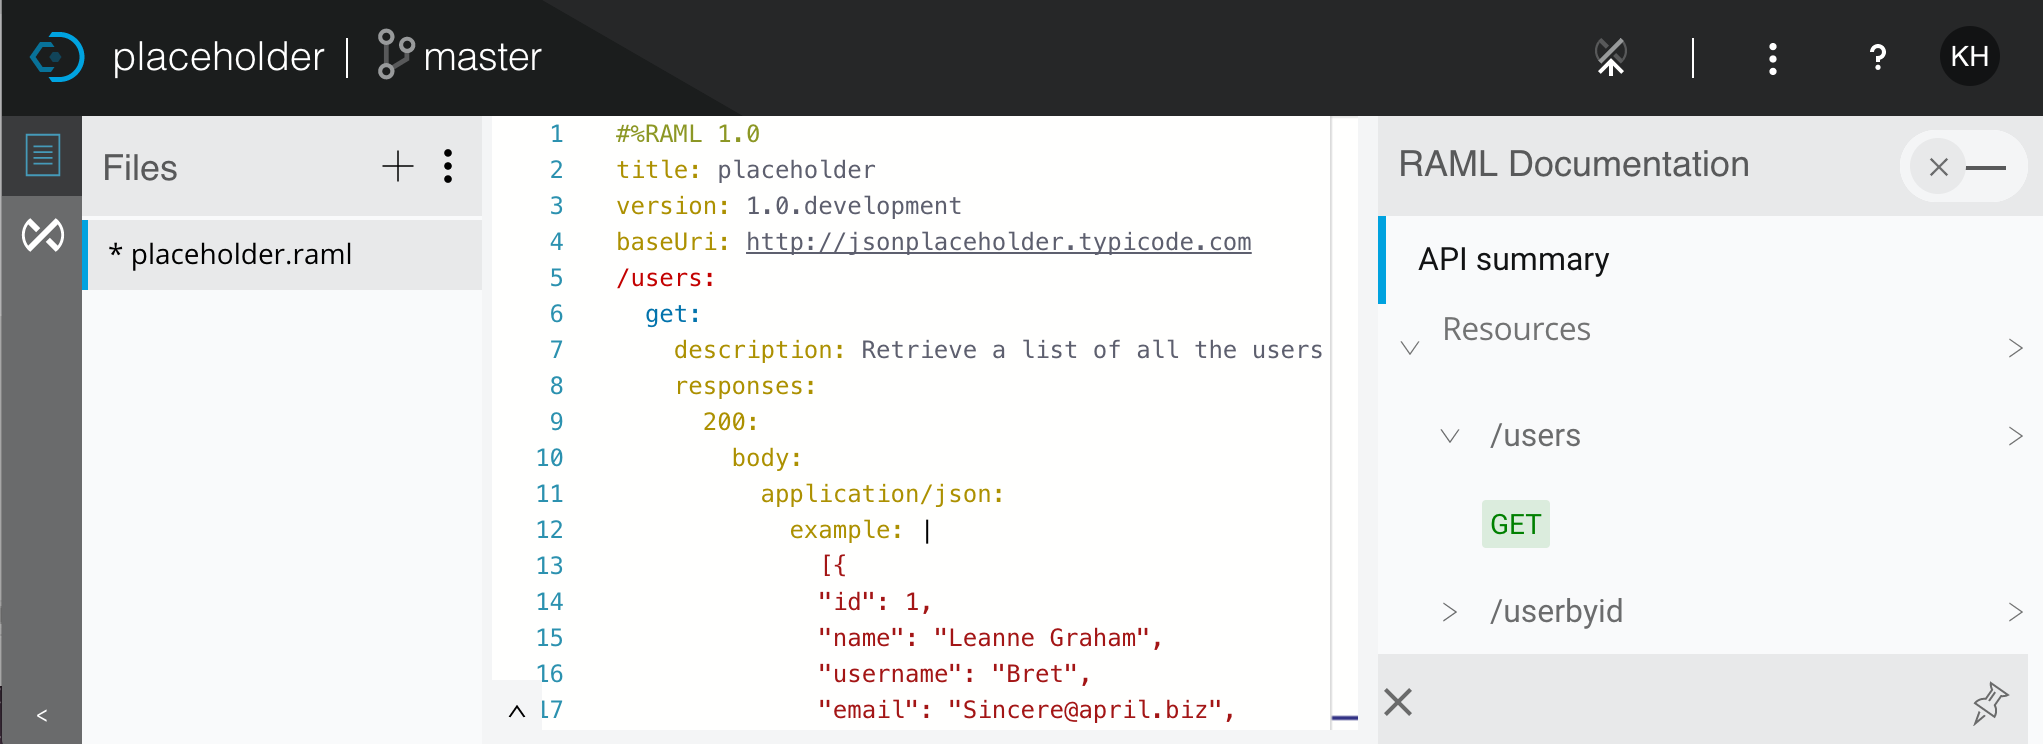 placeholder | master
? KH
Files
* placeholder.raml
1 #%RAML 1.0
2 title: placeholder
3 version: 1.0.development
4 baseUri: http://jsonplaceholder.typicode.com
5 /users:
6 get:
7 description: Retrieve a list of all the users
8 responses:
9 200:
10 body:
11 application/json:
12 example: |
13 [{
14 "id": 1,
15 "name": "Leanne Graham",
16 "username": "Bret",
17 "email": "Sincere@april.biz",
RAML Documentation
API summary
Resources
/users
GET
/userbyid